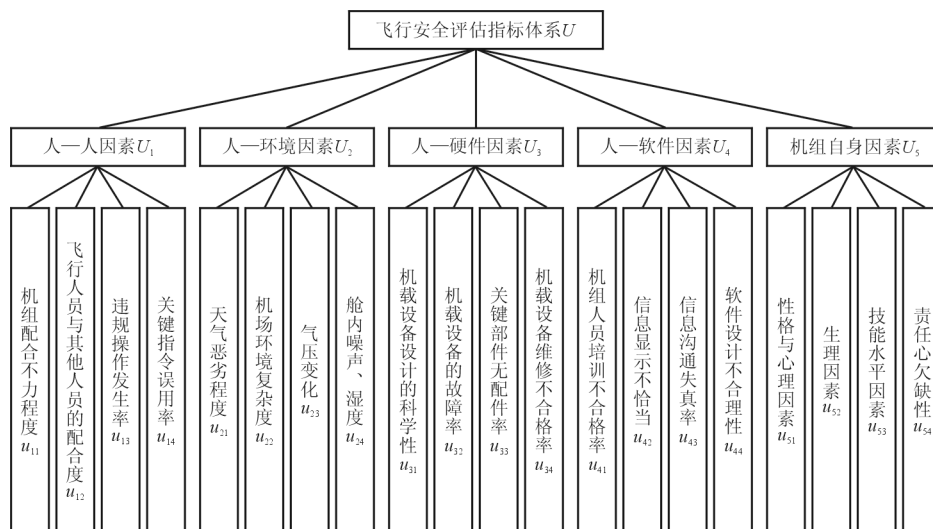 飞行安全评估指标体系U
人—人因素U₁
人—环境因素U₂
人—硬件因素U₃
人—软件因素U₄
机组自身因素U₅
机组配合不力程度u₁₁
飞行人员与其他人员的配合度u₁₂
违规操作发生率u₁₃
关键指令误用率u₁₄
天气恶劣程度u₂₁
机场环境复杂度u₂₂
气压变化u₂₃
舱内噪声、湿度u₂₄
机载设备设计的科学性u₃₁
机载设备的故障率u₃₂
关键部件无配件率u₃₃
机载设备维修不合格率u₃₄
机组人员培训不合格率u₄₁
信息显示不恰当u₄₂
信息沟通失真率u₄₃
软件设计不合理性u₄₄
性格与心理因素u₅₁
生理因素u₅₂
技能水平因素u₅₃
责任心欠缺性u₅₄